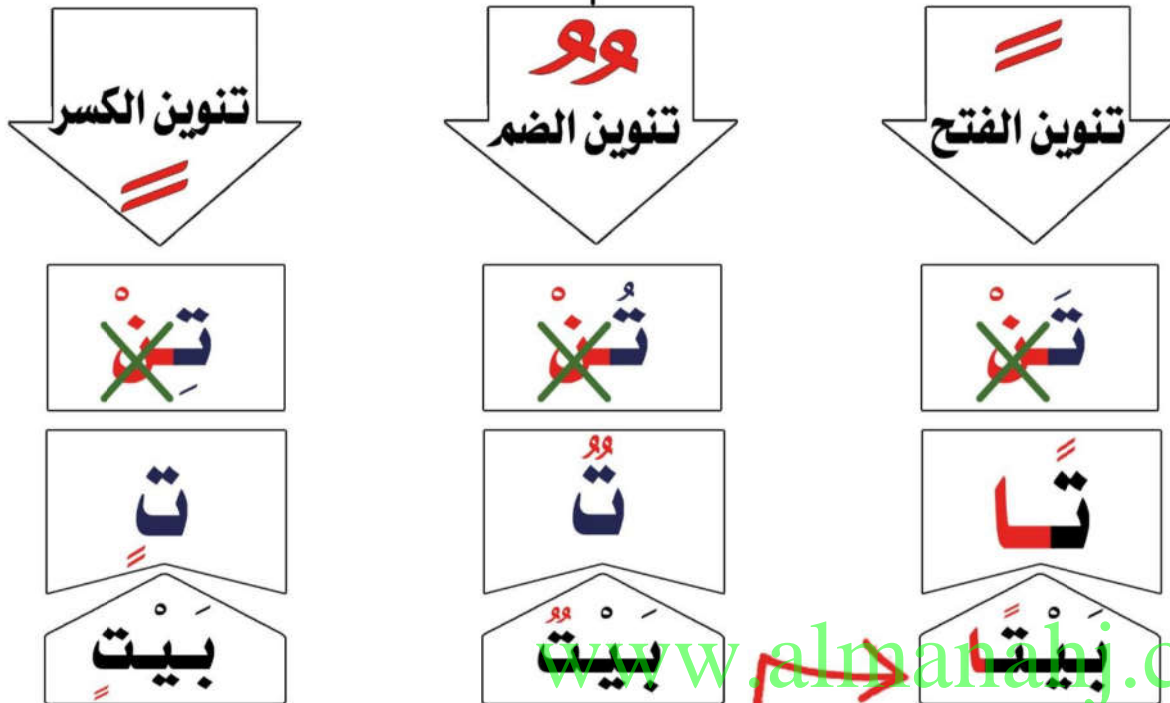 تنوين الفتح
تنوين الضم
تنوين الكسر
تَنْ
تُنْ
تِنْ
تًا
تٌ
تٍ
بَيْتًا
بَيْتٌ
بَيْتٍ
www.almanahj.c